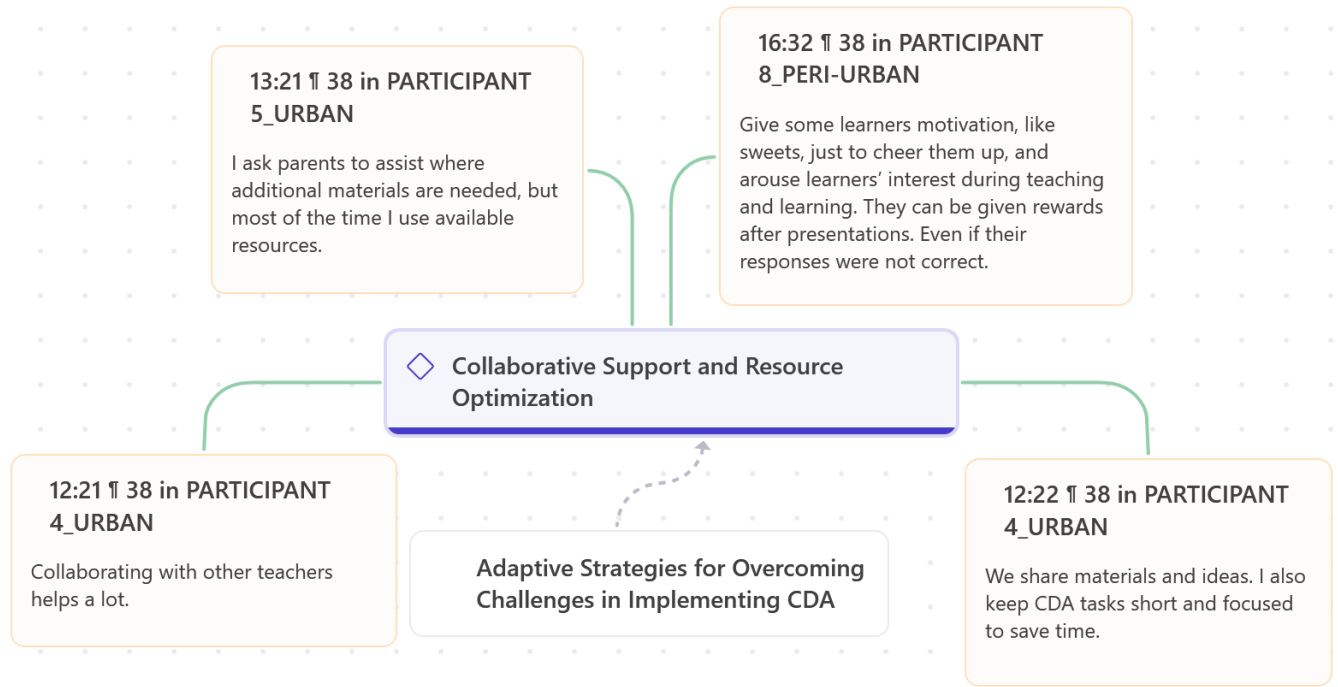 13:21 ¶ 38 in PARTICIPANT
5_URBAN
I ask parents to assist where
additional materials are needed, but
most of the time I use available
resources.
16:32 ¶ 38 in PARTICIPANT
8_PERI-URBAN
Give some learners motivation, like
sweets, just to cheer them up, and
arouse learners’ interest during teaching
and learning. They can be given rewards
after presentations. Even if their
responses were not correct.
Collaborative Support and Resource
Optimization
12:21 ¶ 38 in PARTICIPANT
4_URBAN
Collaborating with other teachers
helps a lot.
Adaptive Strategies for Overcoming
Challenges in Implementing CDA
12:22 ¶ 38 in PARTICIPANT
4_URBAN
We share materials and ideas. I also
keep CDA tasks short and focused
to save time.